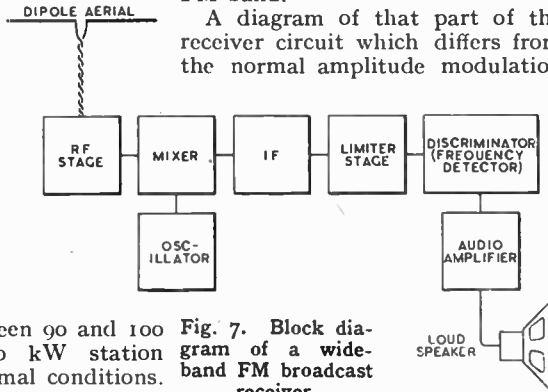 DIPOLE AERIAL
A diagram of that part of th
receiver circuit which differs fron
the normal amplitude modulatio
RF
STAGE
MIXER
IF
LIMITER
STAGE
DISCRIMINATOR
(FREQUENCY
DETECTOR)
OSC-
ILLATOR
AUDIO
AMPLIFIER
LOUD
SPEAKER
een 90 and 100
kW station
mal conditions.
Fig. 7. Block dia-
gram of a wide-
band FM broadcast
receiver